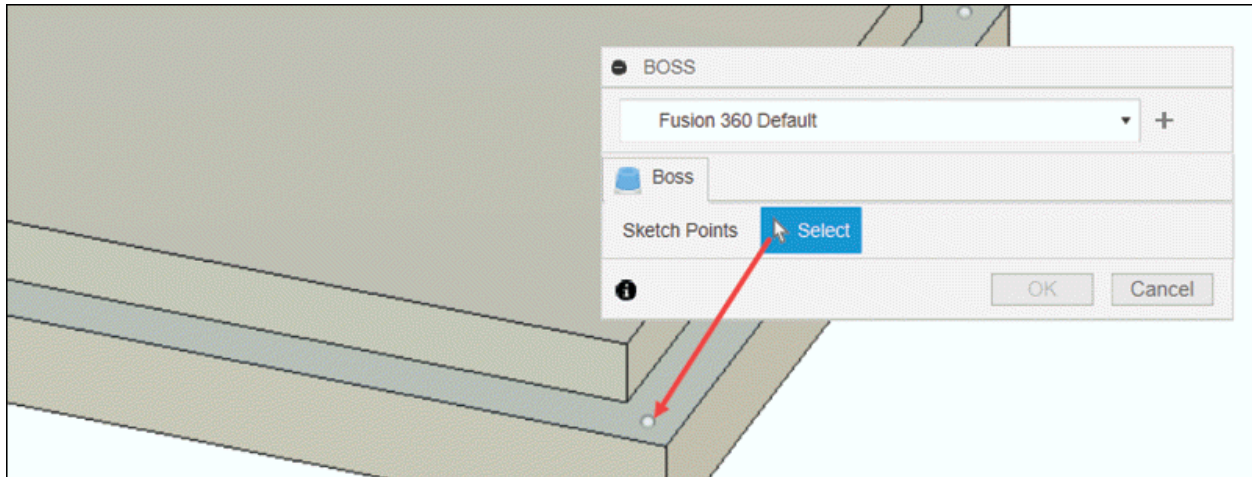 BOSS
Fusion 360 Default
Boss
Sketch Points Select
OK Cancel